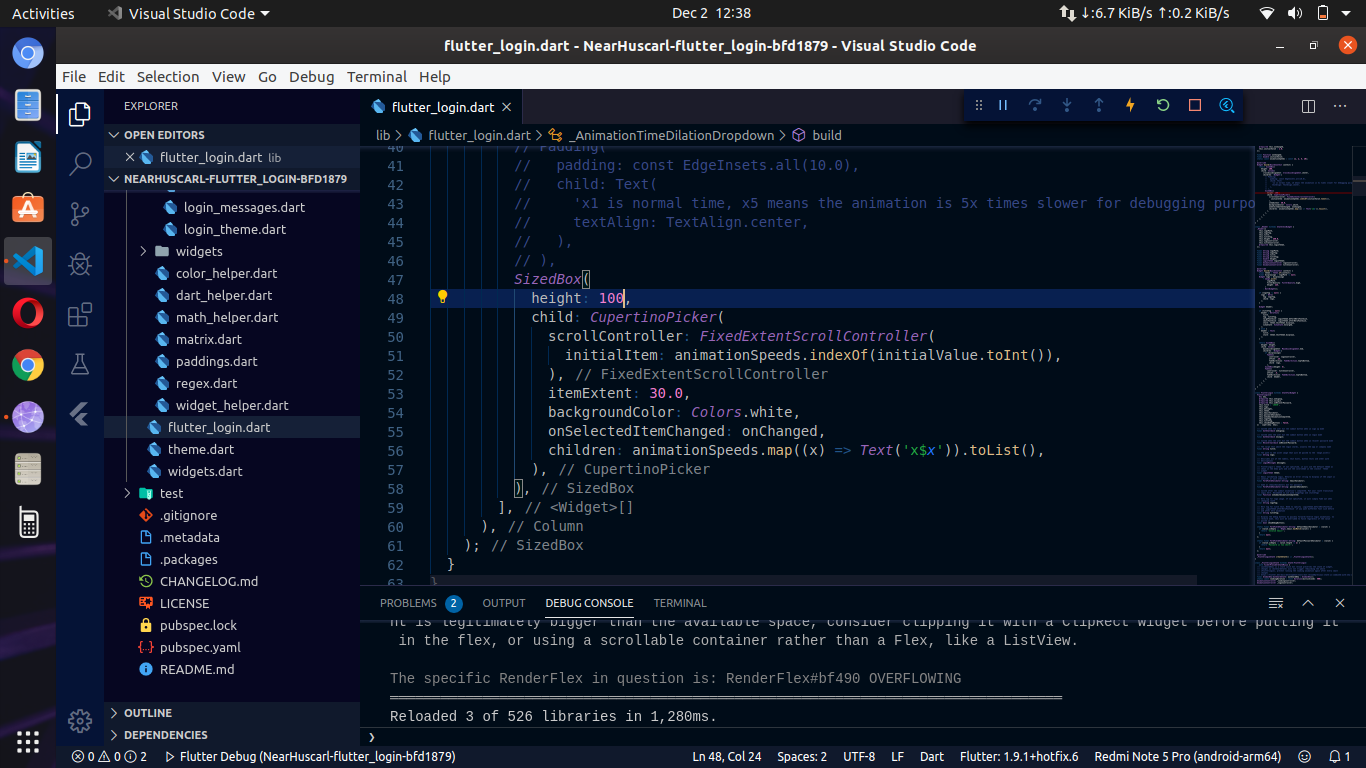 Activities
Visual Studio Code
Dec 2 12:38
↓:6.7 KiB/s ↑:0.2 KiB/s
flutter_login.dart - NearHuscarl-flutter_login-bfd1879 - Visual Studio Code
File Edit Selection View Go Debug Terminal Help
EXPLORER
OPEN EDITORS
flutter_login.dart lib
NEARHUSCARL-FLUTTER_LOGIN-BFD1879
login_messages.dart
login_theme.dart
widgets
color_helper.dart
dart_helper.dart
math_helper.dart
matrix.dart
paddings.dart
regex.dart
widget_helper.dart
flutter_login.dart
theme.dart
widgets.dart
test
.gitignore
.metadata
.packages
CHANGELOG.md
LICENSE
pubspec.lock
pubspec.yaml
README.md
OUTLINE
DEPENDENCIES
flutter_login.dart
lib > flutter_login.dart > _AnimationTimeDilationDropdown > build
40 // Padding(
41 //   padding: const EdgeInsets.all(10.0),
42 //   child: Text(
43 //     'x1 is normal time, x5 means the animation is 5x times slower for debugging purpo
44 //     textAlign: TextAlign.center,
45 //   ),
46 // ),
47 SizedBox(
48 height: 100,
49 child: CupertinoPicker(
50 scrollController: FixedExtentScrollController(
51 initialItem: animationSpeeds.indexOf(initialValue.toInt()),
52 ), // FixedExtentScrollController
53 itemExtent: 30.0,
54 backgroundColor: Colors.white,
55 onSelectedItemChanged: onChanged,
56 children: animationSpeeds.map((x) => Text('x$x')).toList(),
57 ), // CupertinoPicker
58 ), // SizedBox
59 ], // <Widget>[]
60 ), // Column
61 ); // SizedBox
62 }
63 }
PROBLEMS 2 OUTPUT DEBUG CONSOLE TERMINAL
nt is legitimately bigger than the available space, consider clipping it with a ClipRect widget before putting it
in the flex, or using a scrollable container rather than a Flex, like a ListView.
The specific RenderFlex in question is: RenderFlex#bf490 OVERFLOWING
Reloaded 3 of 526 libraries in 1,280ms.
0 0 2 Flutter Debug (NearHuscarl-flutter_login-bfd1879) Ln 48, Col 24 Spaces: 2 UTF-8 LF Dart Flutter: 1.9.1+hotfix.6 Redmi Note 5 Pro (android-arm64) 1